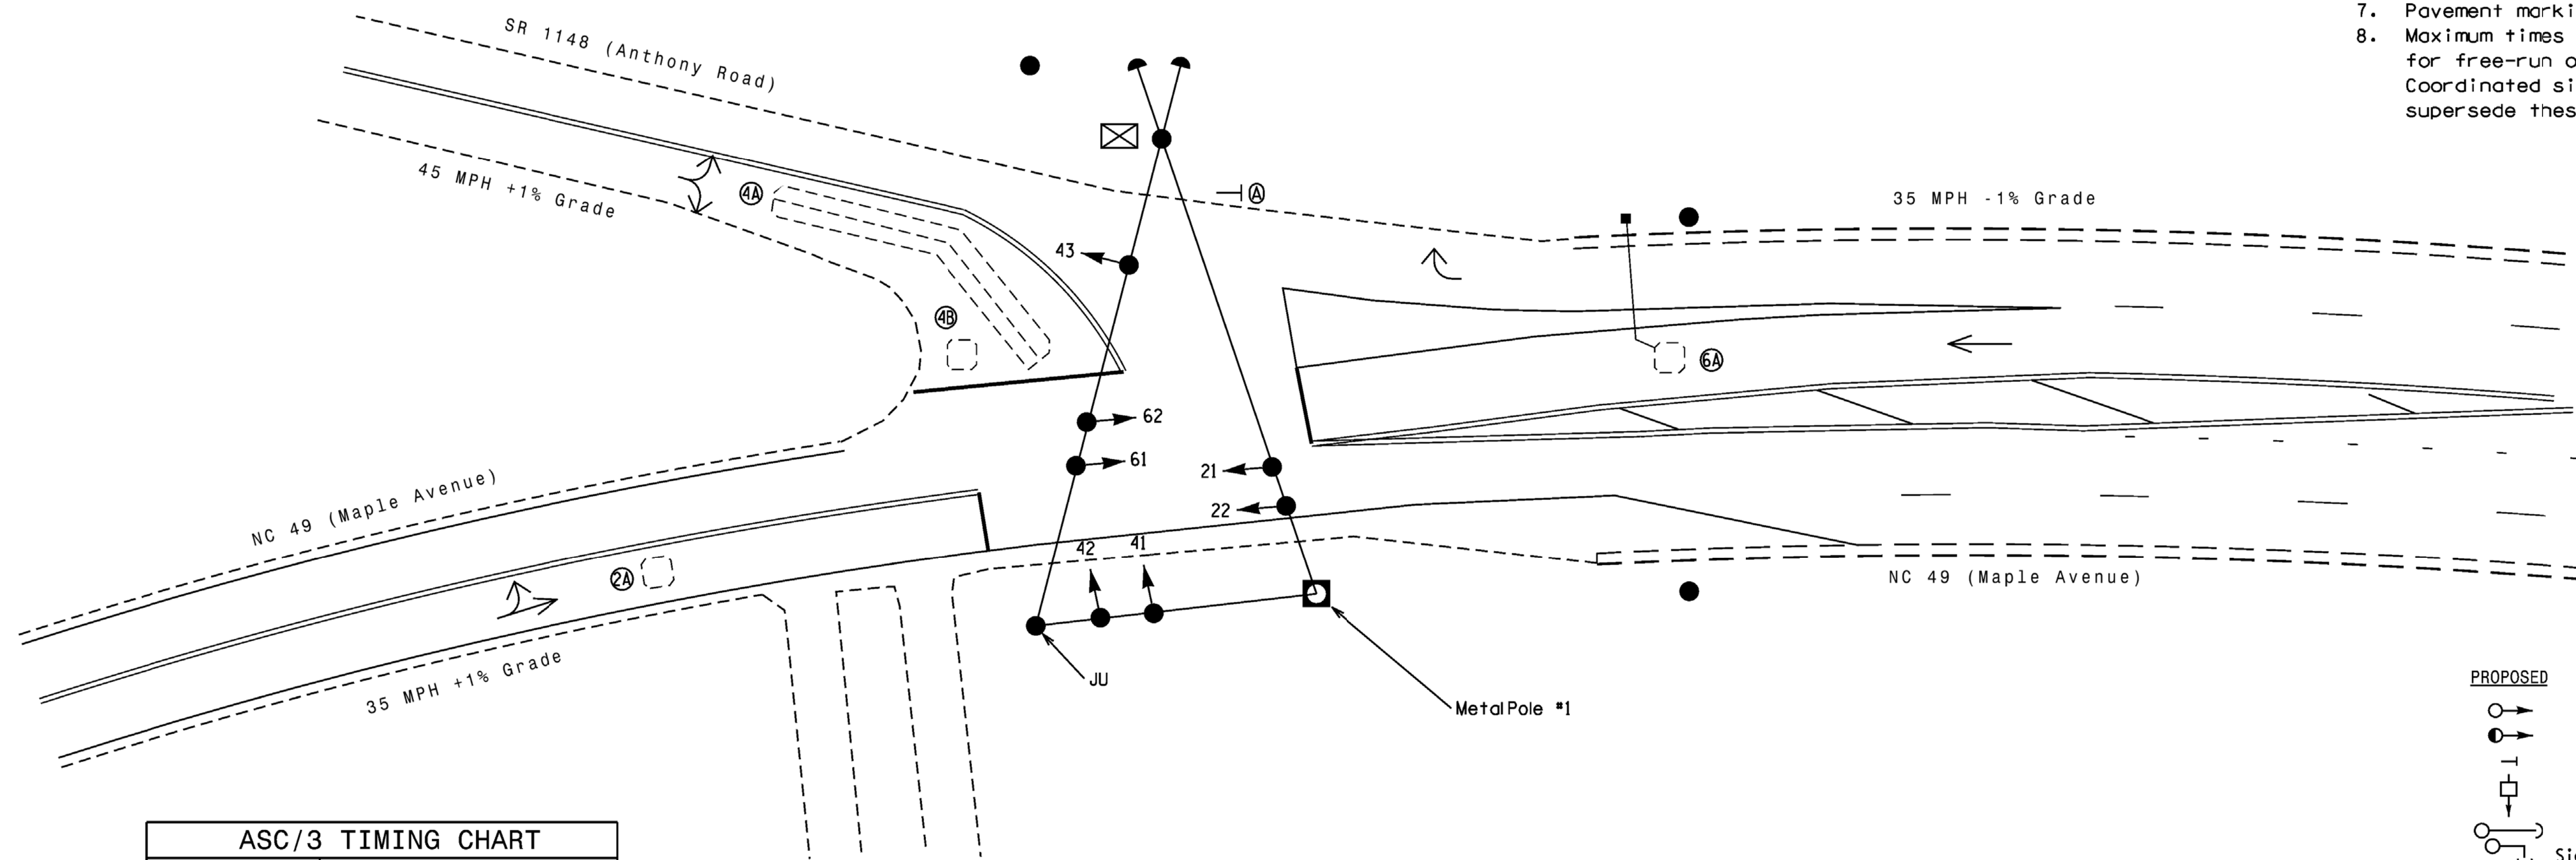 7. Pavement marki
8. Maximum times
for free-run o
Coordinated si
supersede thes
SR 1148 (Anthony Road)
45 MPH +1% Grade
4A
A
35 MPH -1% Grade
43
4B
6A
62
61
21
22
NC 49 (Maple Avenue)
42
41
2A
NC 49 (Maple Avenue)
35 MPH +1% Grade
JU
Metal Pole #1
PROPOSED
ASC/3 TIMING CHART
Si